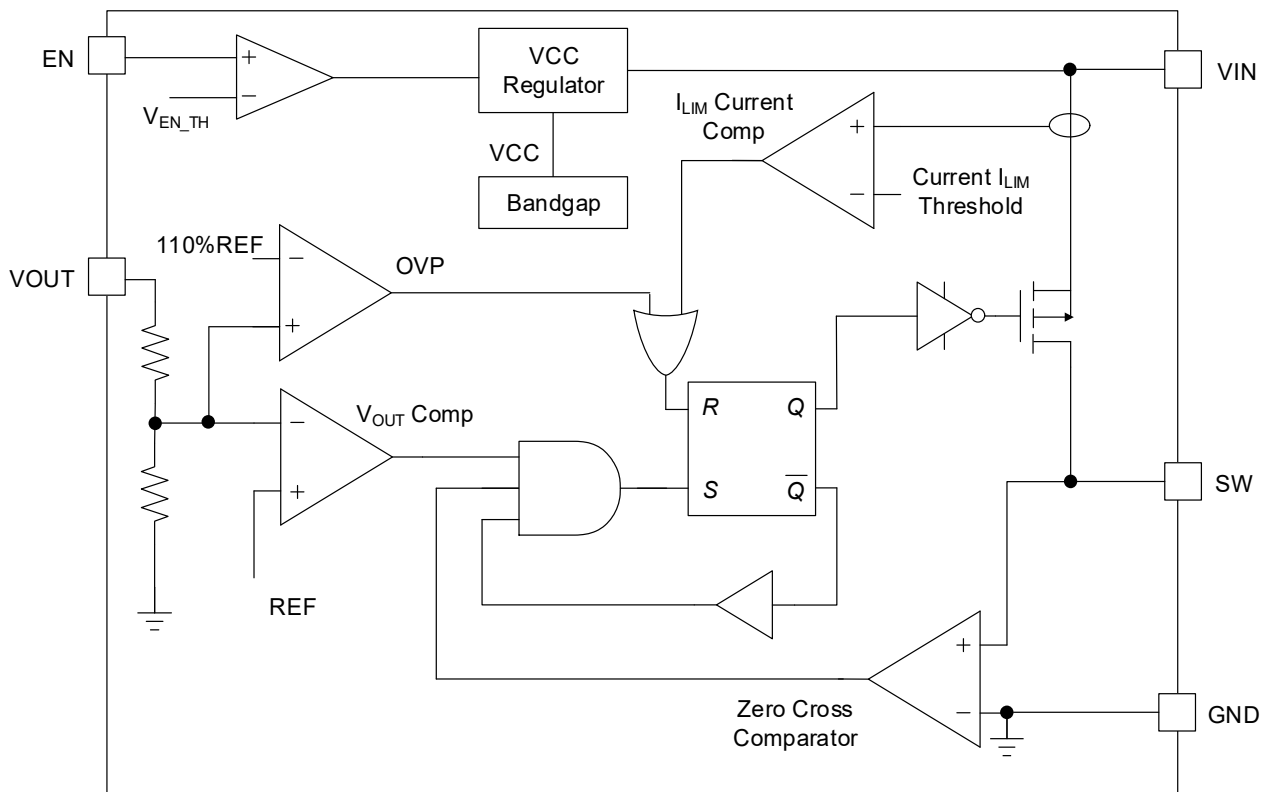 EN
+
−
V_EN_TH
VCC
Regulator
VIN
I_LIM Current
Comp
+
−
Current I_LIM
Threshold
VCC
Bandgap
110%REF
−
+
OVP
VOUT
V_OUT Comp
−
+
REF
R
Q
S
Q̅
SW
+
−
Zero Cross
Comparator
GND